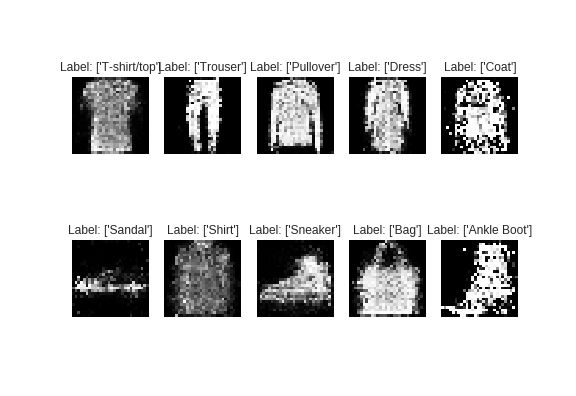 Label: ['T-shirt/top']
Label: ['Trouser']
Label: ['Pullover']
Label: ['Dress']
Label: ['Coat']
Label: ['Sandal']
Label: ['Shirt']
Label: ['Sneaker']
Label: ['Bag']
Label: ['Ankle Boot']